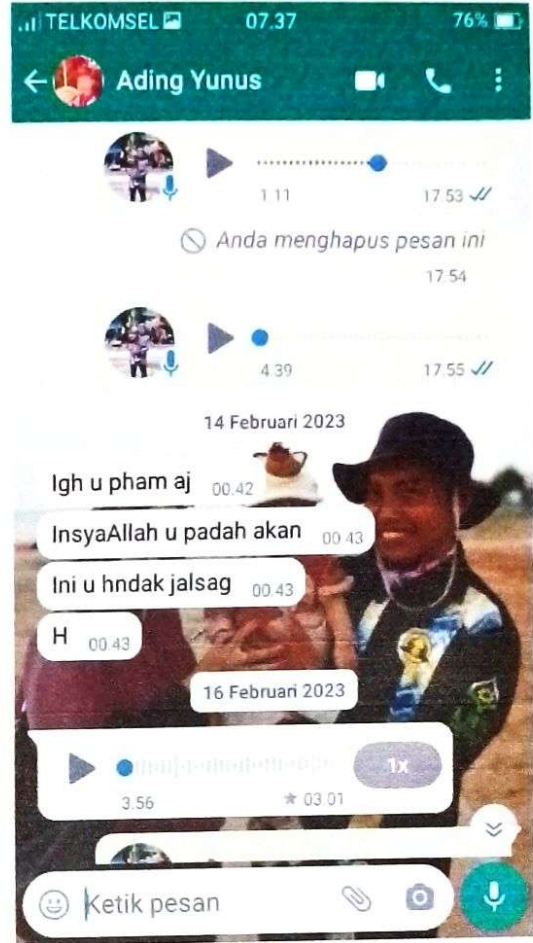 TELKOMSEL 07.37 76%
Ading Yunus
1 11 17 53
Anda menghapus pesan ini
17 54
4 39 17 55
14 Februari 2023
Igh u pham aj 00.42
InsyaAllah u padah akan 00 43
Ini u hndak jalsag 00.43
H 00.43
16 Februari 2023
1x
3.56 03.01
Ketik pesan